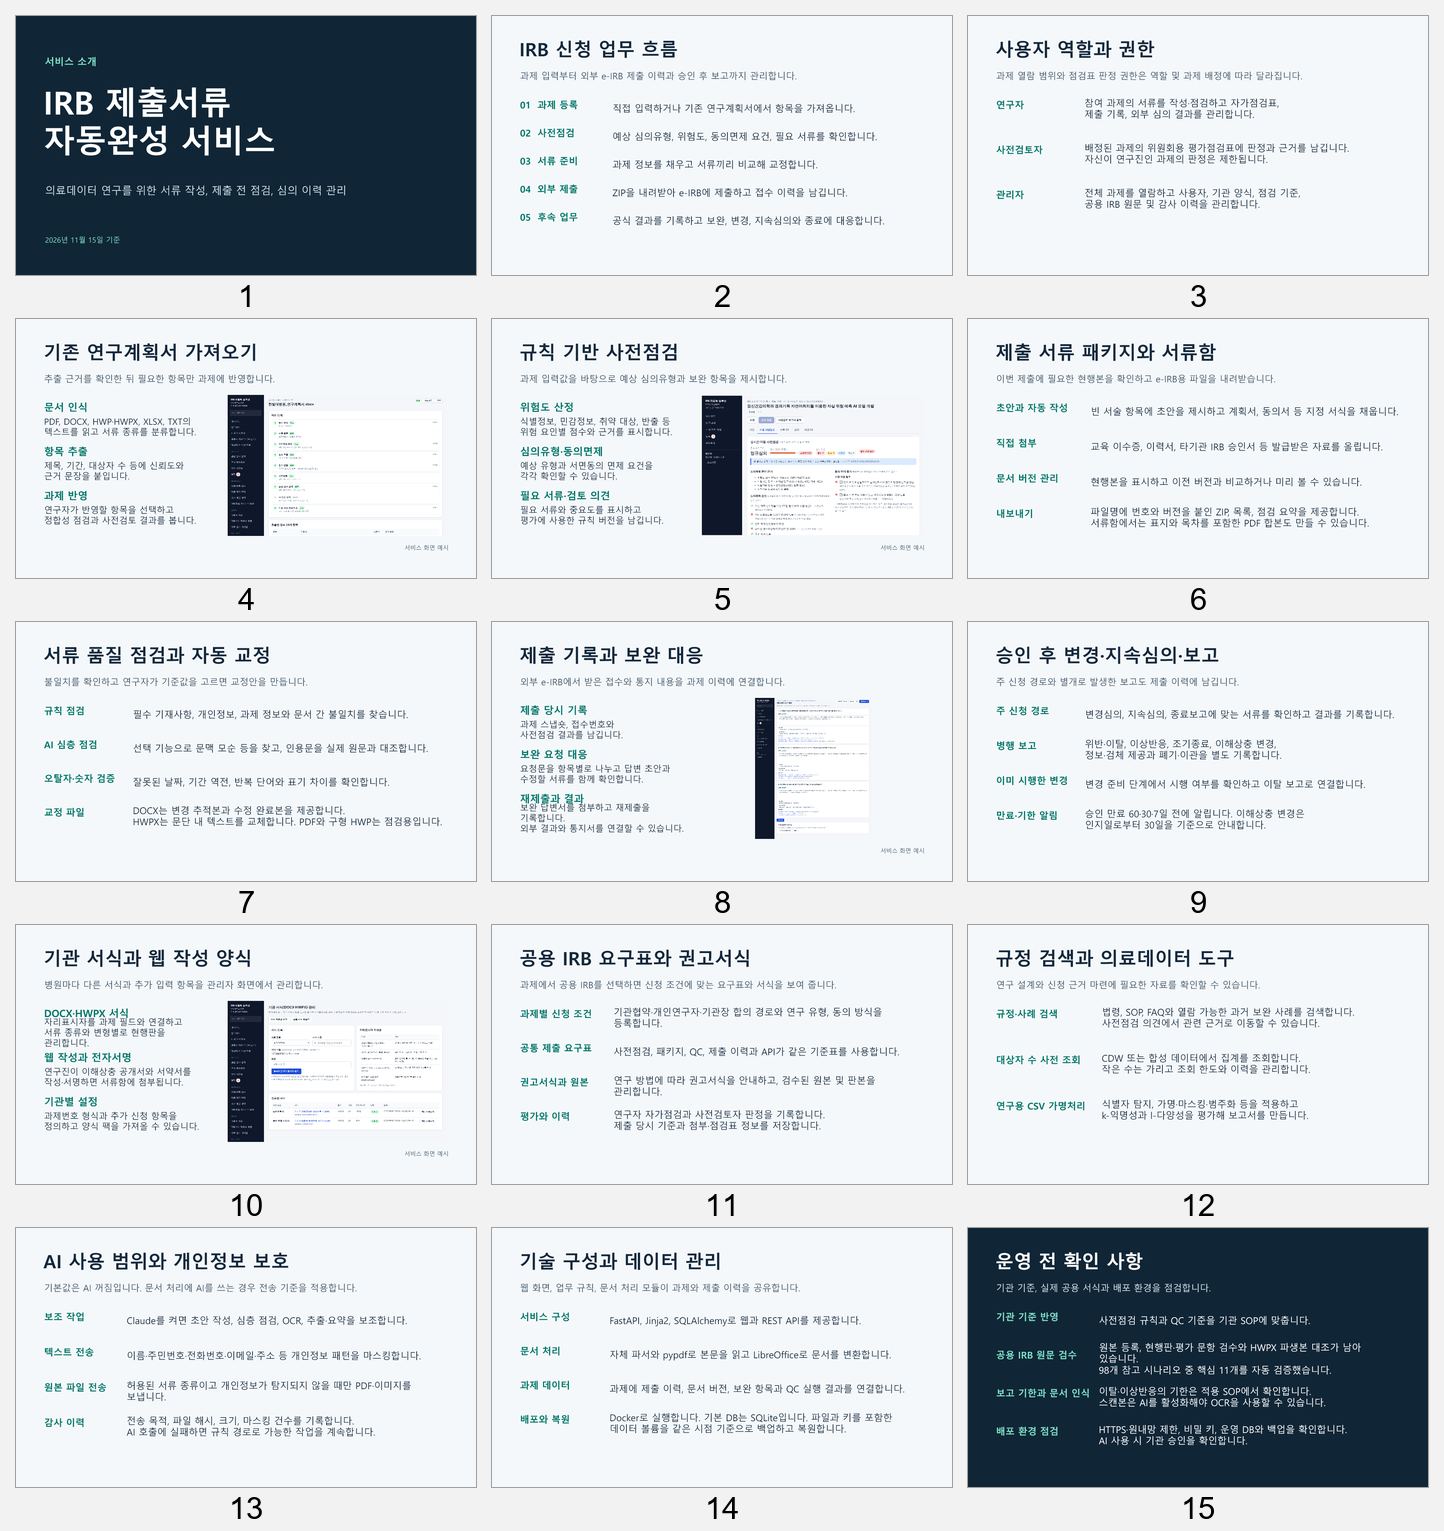 서비스 소개
IRB 제출서류
자동완성 서비스
의료데이터 연구를 위한 서류 작성, 제출 전 점검, 심의 이력 관리
2026년 11월 15일 기준
1
IRB 신청 업무 흐름
과제 입력부터 외부 e-IRB 제출 이력과 승인 후 보고까지 관리합니다.
01 과제 등록
직접 입력하거나 기존 연구계획서에서 항목을 가져옵니다.
02 사전점검
예상 심의유형, 위험도, 동의면제 요건, 필요 서류를 확인합니다.
03 서류 준비
과제 정보를 채우고 서류끼리 비교해 교정합니다.
04 외부 제출
ZIP을 내려받아 e-IRB에 제출하고 접수 이력을 남깁니다.
05 후속 업무
공식 결과를 기록하고 보완, 변경, 지속심의와 종료에 대응합니다.
2
사용자 역할과 권한
과제 열람 범위와 점검표 판정 권한은 역할 및 과제 배정에 따라 달라집니다.
연구자
참여 과제의 서류를 작성·점검하고 자가점검표,
제출 기록, 외부 심의 결과를 관리합니다.
사전검토자
배정된 과제의 위원회용 평가점검표에 판정과 근거를 남깁니다.
자신이 연구진인 과제의 판정은 제한됩니다.
관리자
전체 과제를 열람하고 사용자, 기관 양식, 점검 기준,
공용 IRB 원문 및 감사 이력을 관리합니다.
3
기존 연구계획서 가져오기
추출 근거를 확인한 뒤 필요한 항목만 과제에 반영합니다.
문서 인식
PDF, DOCX, HWP·HWPX, XLSX, TXT의
텍스트를 읽고 서류 종류를 분류합니다.
항목 추출
제목, 기간, 대상자 수 등에 신뢰도와
근거 문장을 붙입니다.
과제 반영
연구자가 반영할 항목을 선택하고
정합성 점검과 사전검토 결과를 봅니다.
서비스 화면 예시
4
규칙 기반 사전점검
과제 입력값을 바탕으로 예상 심의유형과 보완 항목을 제시합니다.
위험도 산정
식별정보, 민감정보, 취약 대상, 반출 등
위험 요인별 점수와 근거를 표시합니다.
심의유형·동의면제
예상 유형과 서면동의 면제 요건을
각각 확인할 수 있습니다.
필요 서류·검토 의견
필요 서류와 중요도를 표시하고
평가에 사용한 규칙 버전을 남깁니다.
서비스 화면 예시
5
제출 서류 패키지와 서류함
이번 제출에 필요한 현행본을 확인하고 e-IRB용 파일을 내려받습니다.
초안과 자동 작성
빈 서술 항목에 초안을 제시하고 계획서, 동의서 등 지정 서식을 채웁니다.
직접 첨부
교육 이수증, 이력서, 타기관 IRB 승인서 등 발급받은 자료를 올립니다.
문서 버전 관리
현행본을 표시하고 이전 버전과 비교하거나 미리 볼 수 있습니다.
내보내기
파일명에 번호와 버전을 붙인 ZIP, 목록, 점검 요약을 제공합니다.
서류함에서는 표지와 목차를 포함한 PDF 합본도 만들 수 있습니다.
6
서류 품질 점검과 자동 교정
불일치를 확인하고 연구자가 기준값을 고르면 교정안을 만듭니다.
규칙 점검
필수 기재사항, 개인정보, 과제 정보와 문서 간 불일치를 찾습니다.
AI 심층 점검
선택 기능으로 문맥 모순 등을 찾고, 인용문을 실제 원문과 대조합니다.
오탈자·숫자 검증
잘못된 날짜, 기간 역전, 반복 단어와 표기 차이를 확인합니다.
교정 파일
DOCX는 변경 추적본과 수정 완료본을 제공합니다.
HWPX는 문단 내 텍스트를 교체합니다. PDF와 구형 HWP는 점검용입니다.
7
제출 기록과 보완 대응
외부 e-IRB에서 받은 접수와 통지 내용을 과제 이력에 연결합니다.
제출 당시 기록
과제 스냅숏, 접수번호와
사전점검 결과를 남깁니다.
보완 요청 대응
요청문을 항목별로 나누고 답변 초안과
수정할 서류를 함께 확인합니다.
재제출과 결과
보완 답변서를 첨부하고 재제출을
기록합니다.
외부 결과와 통지서를 연결할 수 있습니다.
서비스 화면 예시
8
승인 후 변경·지속심의·보고
주 신청 경로와 별개로 발생한 보고도 제출 이력에 남깁니다.
주 신청 경로
변경심의, 지속심의, 종료보고에 맞는 서류를 확인하고 결과를 기록합니다.
병행 보고
위반·이탈, 이상반응, 조기종료, 이해상충 변경,
정보·검체 제공과 폐기·이관을 별도 기록합니다.
이미 시행한 변경
변경 준비 단계에서 시행 여부를 확인하고 이탈 보고로 연결합니다.
만료·기한 알림
승인 만료 60·30·7일 전에 알립니다. 이해상충 변경은
인지일로부터 30일을 기준으로 안내합니다.
9
기관 서식과 웹 작성 양식
병원마다 다른 서식과 추가 입력 항목을 관리자 화면에서 관리합니다.
DOCX·HWPX 서식
자리표시자를 과제 필드와 연결하고
서류 종류와 변형별로 현행판을
관리합니다.
웹 작성과 전자서명
연구진이 이해상충 공개서와 서약서를
작성·서명하면 서류함에 첨부됩니다.
기관별 설정
과제번호 형식과 추가 신청 항목을
정의하고 양식 팩을 가져올 수 있습니다.
서비스 화면 예시
10
공용 IRB 요구표와 권고서식
과제에서 공용 IRB를 선택하면 신청 조건에 맞는 요구표와 서식을 보여 줍니다.
과제별 신청 조건
기관협약·개인연구자·기관장 합의 경로와 연구 유형, 동의 방식을
등록합니다.
공통 제출 요구표
사전점검, 패키지, QC, 제출 이력과 API가 같은 기준표를 사용합니다.
권고서식과 원본
연구 방법에 따라 권고서식을 안내하고, 검수된 원본 및 판본을
관리합니다.
평가와 이력
연구자 자가점검과 사전검토자 판정을 기록합니다.
제출 당시 기준과 첨부·점검표 정보를 저장합니다.
11
규정 검색과 의료데이터 도구
연구 설계와 신청 근거 마련에 필요한 자료를 확인할 수 있습니다.
규정·사례 검색
법령, SOP, FAQ와 열람 가능한 과거 보완 사례를 검색합니다.
사전점검 의견에서 관련 근거로 이동할 수 있습니다.
대상자 수 사전 조회
CDW 또는 합성 데이터에서 집계를 조회합니다.
작은 수는 가리고 조회 한도와 이력을 관리합니다.
연구용 CSV 가명처리
식별자 탐지, 가명·마스킹·범주화 등을 적용하고
k-익명성과 l-다양성을 평가해 보고서를 만듭니다.
12
AI 사용 범위와 개인정보 보호
기본값은 AI 꺼짐입니다. 문서 처리에 AI를 쓰는 경우 전송 기준을 적용합니다.
보조 작업
Claude를 켜면 초안 작성, 심층 점검, OCR, 추출·요약을 보조합니다.
텍스트 전송
이름·주민번호·전화번호·이메일·주소 등 개인정보 패턴을 마스킹합니다.
원본 파일 전송
허용된 서류 종류이고 개인정보가 탐지되지 않을 때만 PDF·이미지를
보냅니다.
감사 이력
전송 목적, 파일 해시, 크기, 마스킹 건수를 기록합니다.
AI 호출에 실패하면 규칙 경로로 가능한 작업을 계속합니다.
13
기술 구성과 데이터 관리
웹 화면, 업무 규칙, 문서 처리 모듈이 과제와 제출 이력을 공유합니다.
서비스 구성
FastAPI, Jinja2, SQLAlchemy로 웹과 REST API를 제공합니다.
문서 처리
자체 파서와 pypdf로 본문을 읽고 LibreOffice로 문서를 변환합니다.
과제 데이터
과제에 제출 이력, 문서 버전, 보완 항목과 QC 실행 결과를 연결합니다.
배포와 복원
Docker로 실행합니다. 기본 DB는 SQLite입니다. 파일과 키를 포함한
데이터 볼륨을 같은 시점 기준으로 백업하고 복원합니다.
14
운영 전 확인 사항
기관 기준, 실제 공용 서식과 배포 환경을 점검합니다.
기관 기준 반영
사전점검 규칙과 QC 기준을 기관 SOP에 맞춥니다.
공용 IRB 원문 검수
원본 등록, 현행판·평가 문항 검수와 HWPX 파생본 대조가 남아
있습니다.
98개 참고 시나리오 중 핵심 11개를 자동 검증했습니다.
보고 기한과 문서 인식
이탈·이상반응의 기한은 적용 SOP에서 확인합니다.
스캔본은 AI를 활성화해야 OCR을 사용할 수 있습니다.
배포 환경 점검
HTTPS·원내망 제한, 비밀 키, 운영 DB와 백업을 확인합니다.
AI 사용 시 기관 승인을 확인합니다.
15